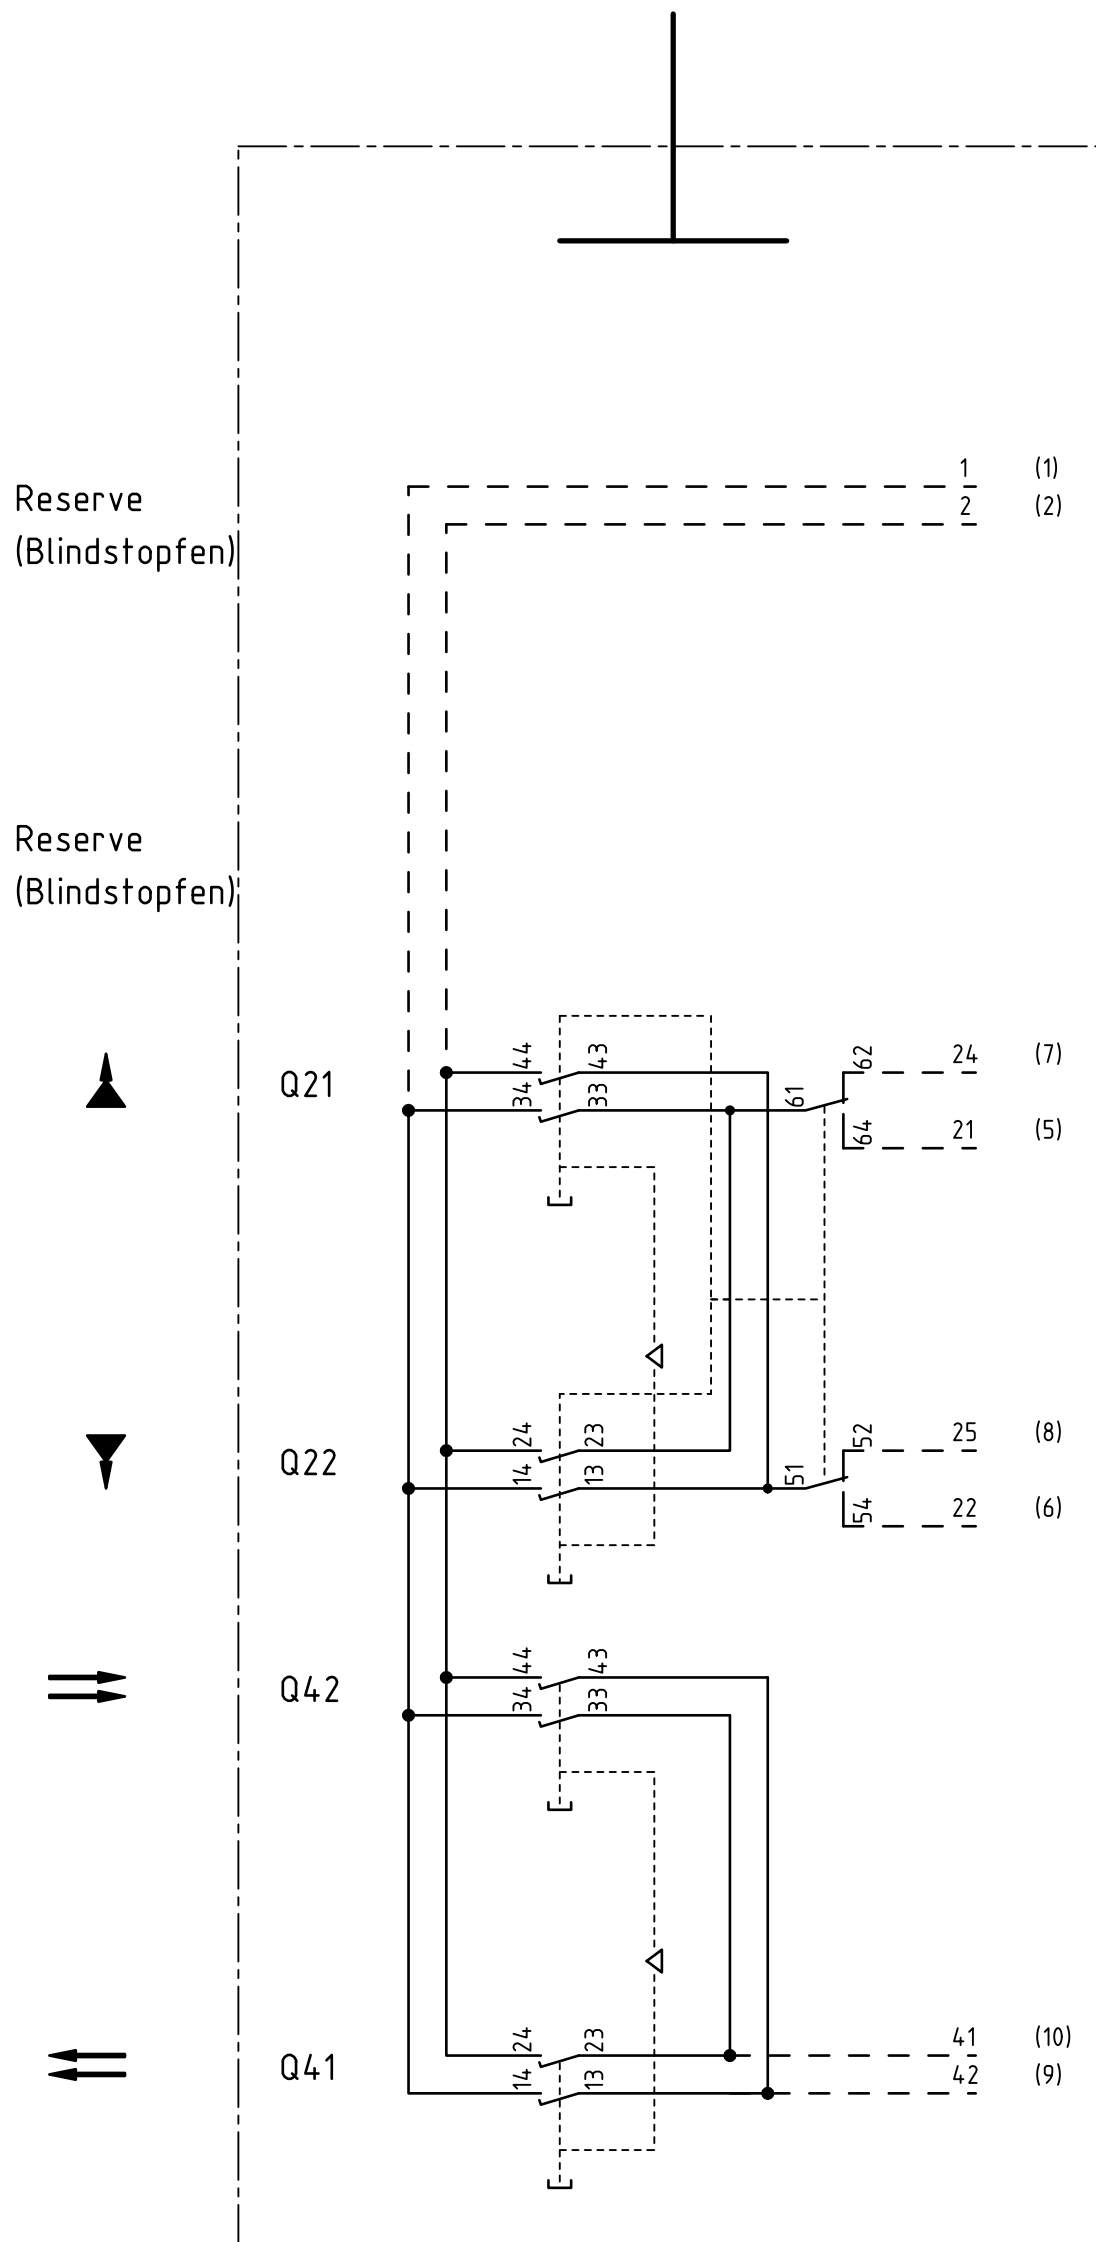 1 (1)
2 (2)
Reserve
(Blindstopfen)
Reserve
(Blindstopfen)
Q21 44 43 62 24 (7)
34 33 61
64 21 (5)
Q22 24 23 52 25 (8)
14 13 51
54 22 (6)
Q42 44 43
34 33
Q41 24 23 41 (10)
14 13 42 (9)